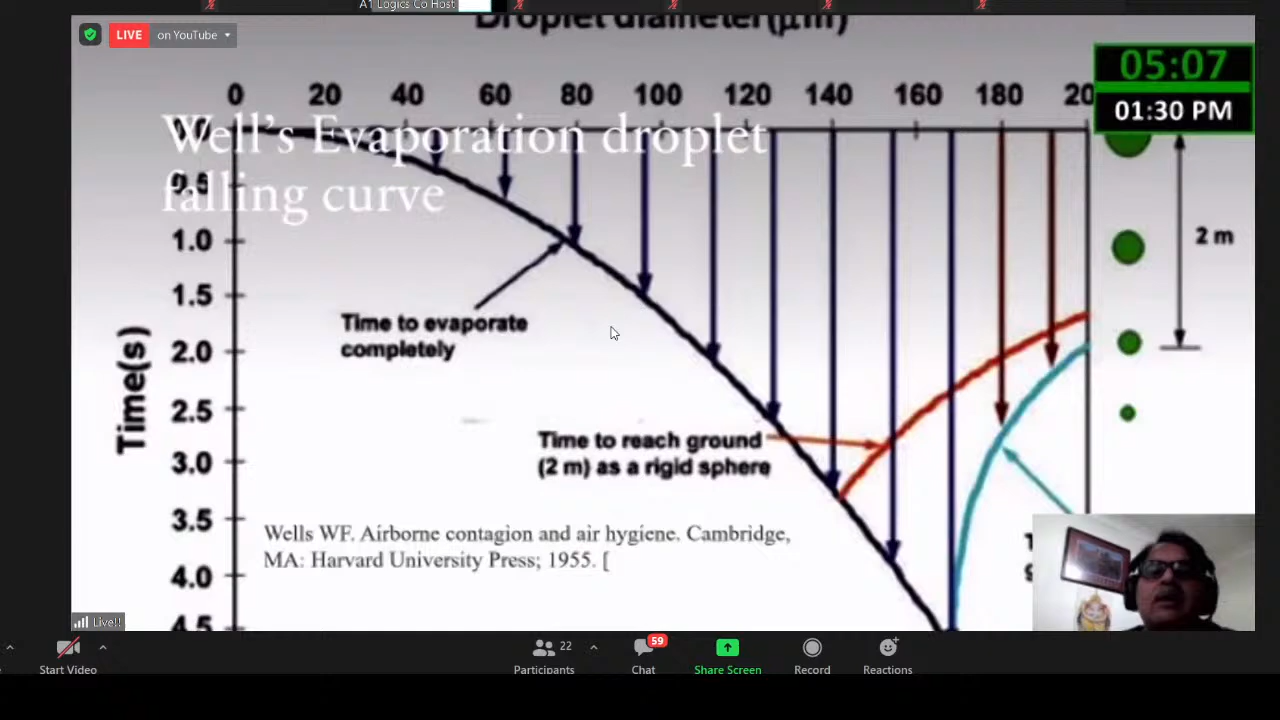 A1 Logics Co Host
Droplet diameter(μm)
LIVE on YouTube
05:07
01:30 PM
0 20 40 60 80 100 120 140 160 180 20
Well's Evaporation droplet
falling curve
0.5
1.0
1.5
2.0
2.5
3.0
3.5
4.0
4.5
Time(s)
2 m
Time to evaporate
completely
Time to reach ground
(2 m) as a rigid sphere
Wells WF. Airborne contagion and air hygiene. Cambridge,
MA: Harvard University Press; 1955. [
Live!!
Start Video
22
Participants
59
Chat
Share Screen
Record
Reactions